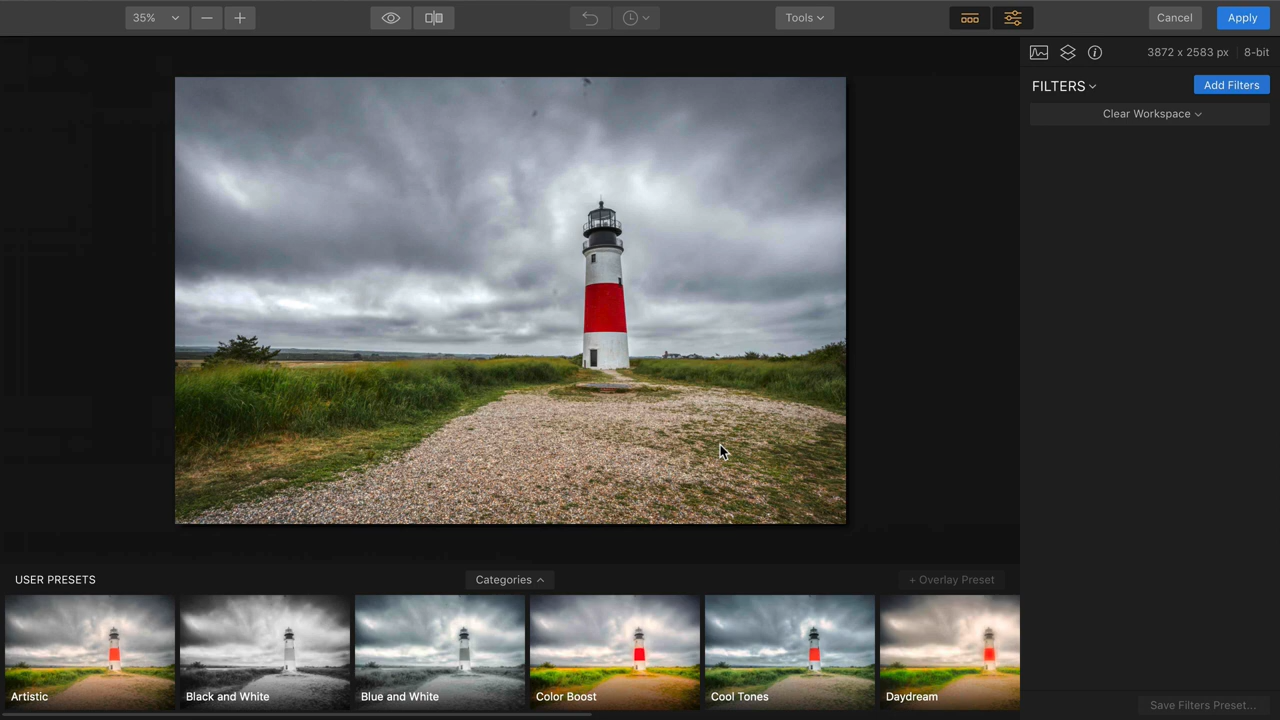 35%
Tools
Cancel
Apply
3872 x 2583 px
8-bit
FILTERS
Add Filters
Clear Workspace
USER PRESETS
Categories
+ Overlay Preset
Artistic
Black and White
Blue and White
Color Boost
Cool Tones
Daydream
Save Filters Preset...